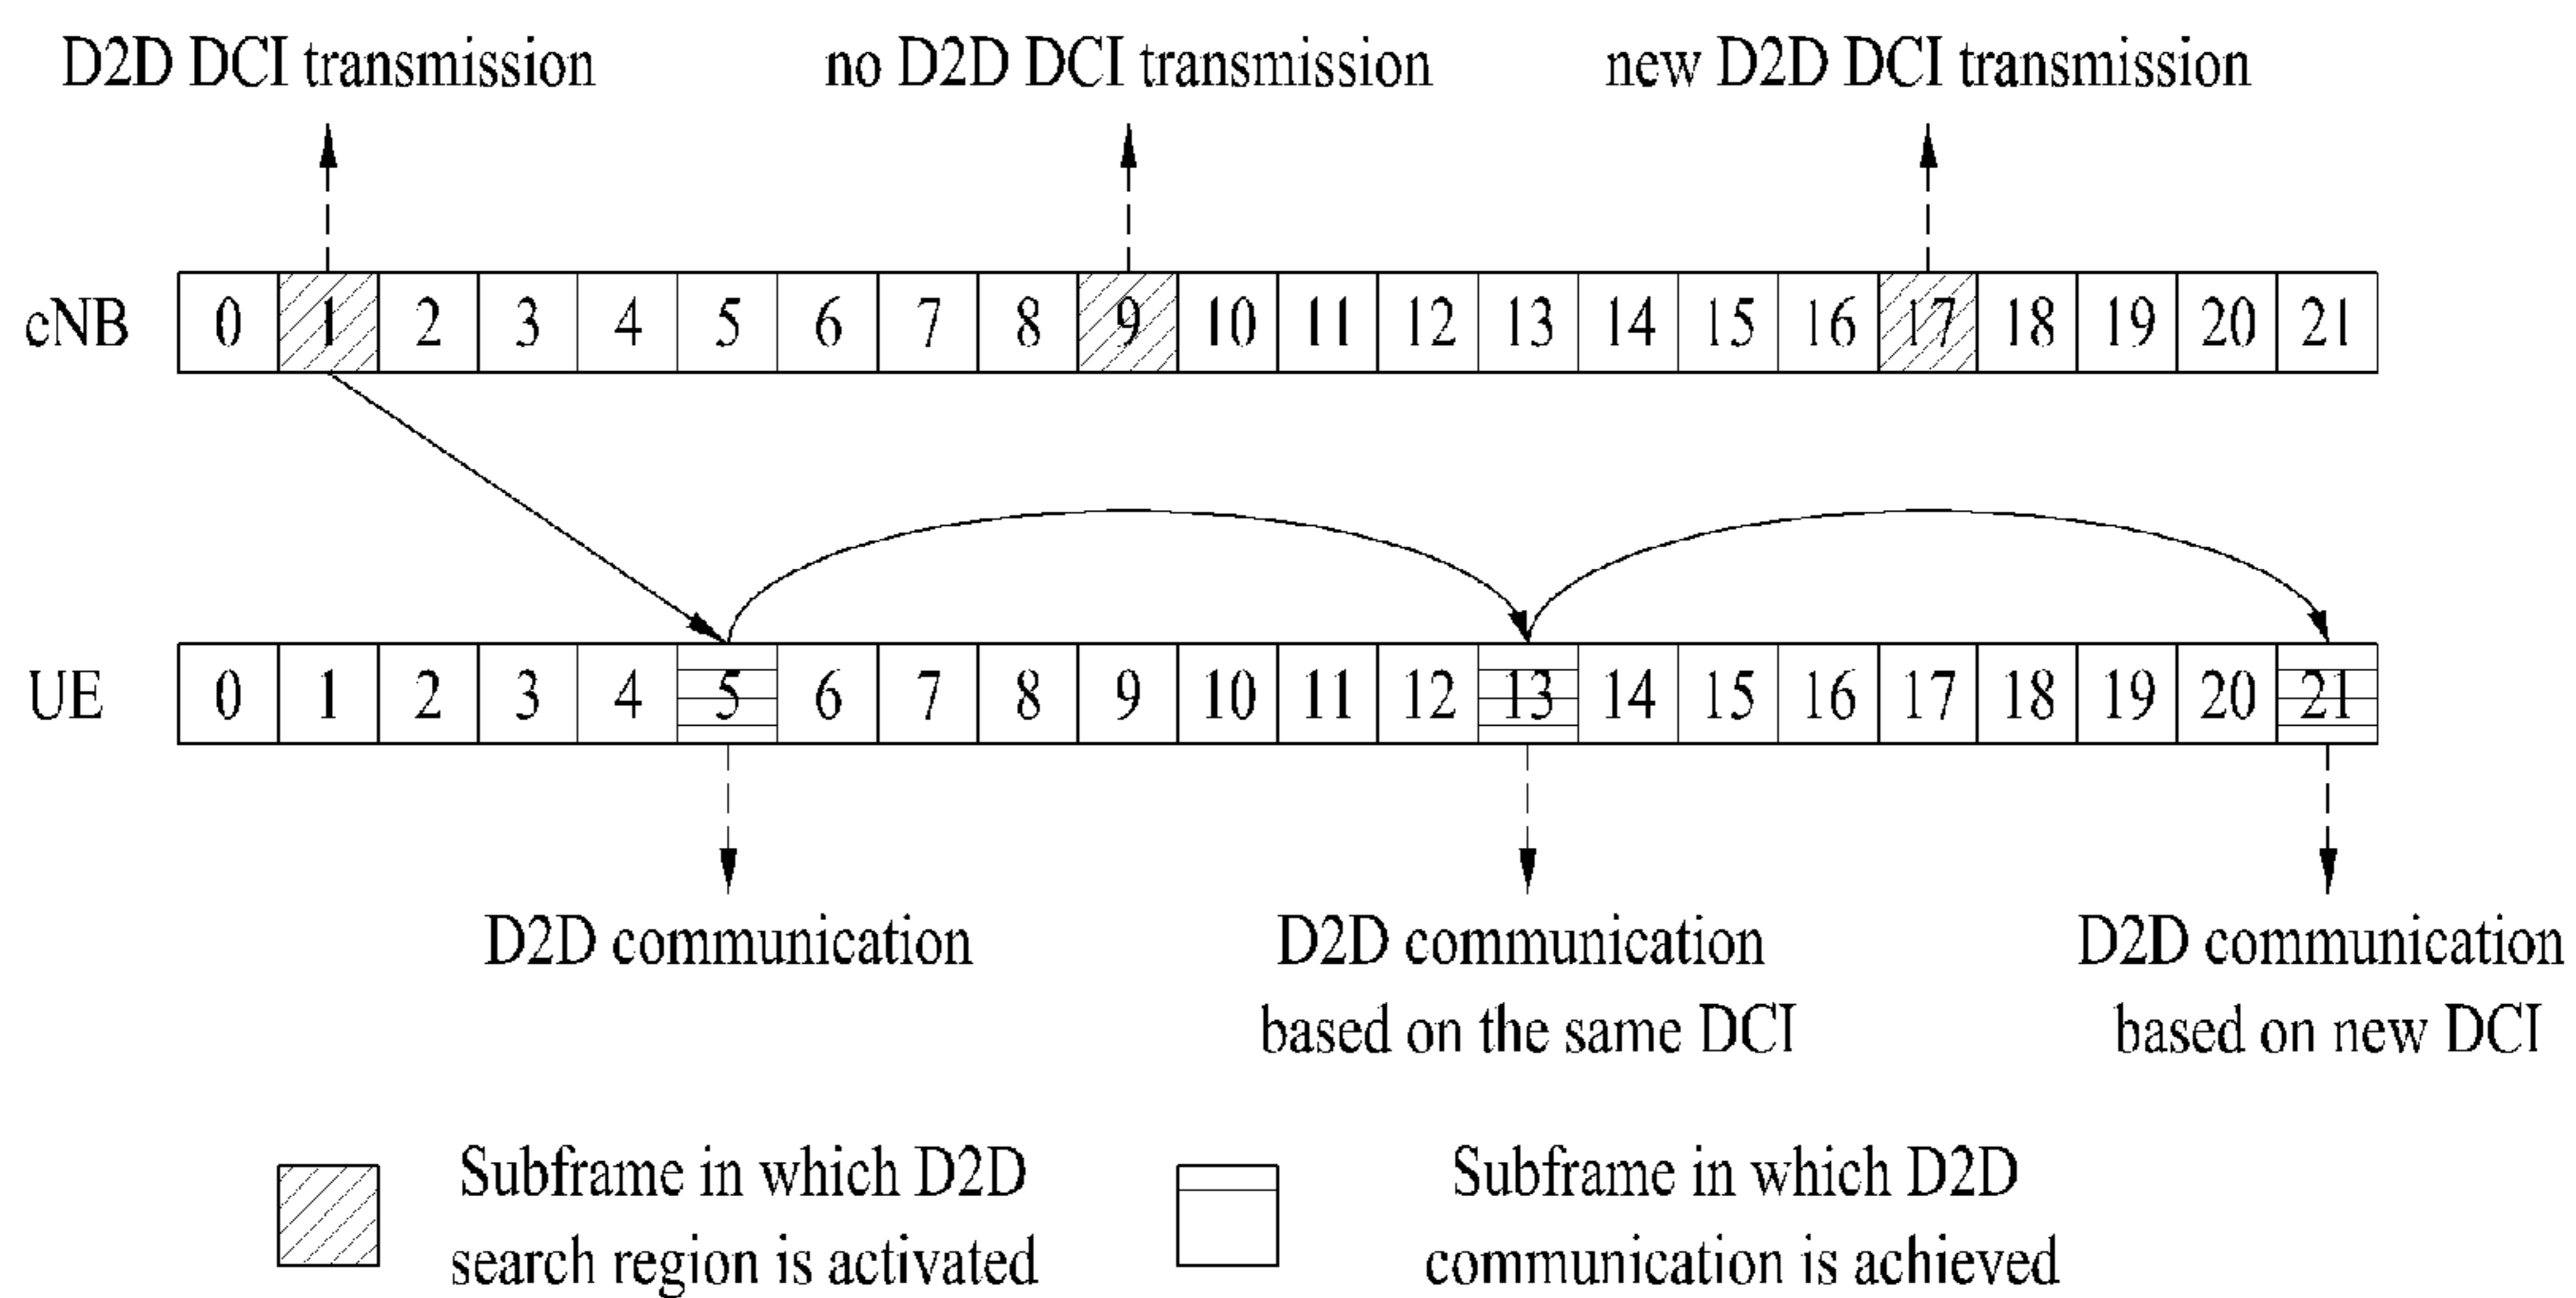 D2D DCI transmission no D2D DCI transmission new D2D DCI transmission
cNB 0 1 2 3 4 5 6 7 8 9 10 11 12 13 14 15 16 17 18 19 20 21
UE 0 1 2 3 4 5 6 7 8 9 10 11 12 13 14 15 16 17 18 19 20 21
D2D communication
D2D communication
based on the same DCI
D2D communication
based on new DCI
Subframe in which D2D
search region is activated
Subframe in which D2D
communication is achieved